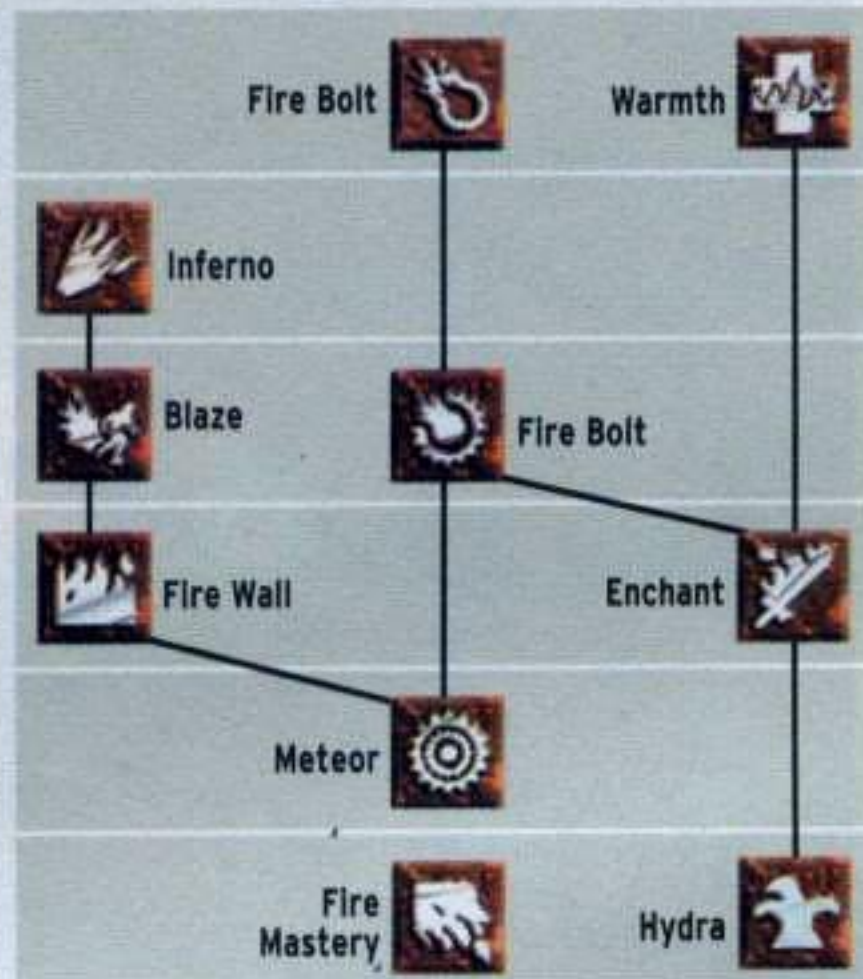 Fire Bolt
Warmth
Inferno
Blaze
Fire Bolt
Fire Wall
Enchant
Meteor
Fire
Mastery
Hydra